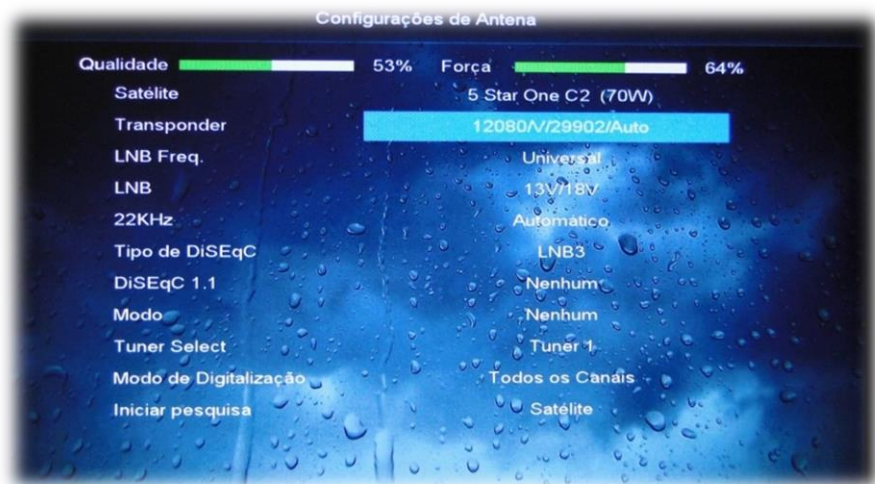 Configurações de Antena
Qualidade 53% Força 64%
Satélite 5 Star One C2 (70W)
Transponder 12080/V/29902/Auto
LNB Freq. Universal
LNB 13V/18V
22KHz Automático
Tipo de DiSEqC LNB3
DiSEqC 1.1 Nenhum
Modo Nenhum
Tuner Select Tuner 1
Modo de Digitalização Todos os Canais
Iniciar pesquisa Satélite